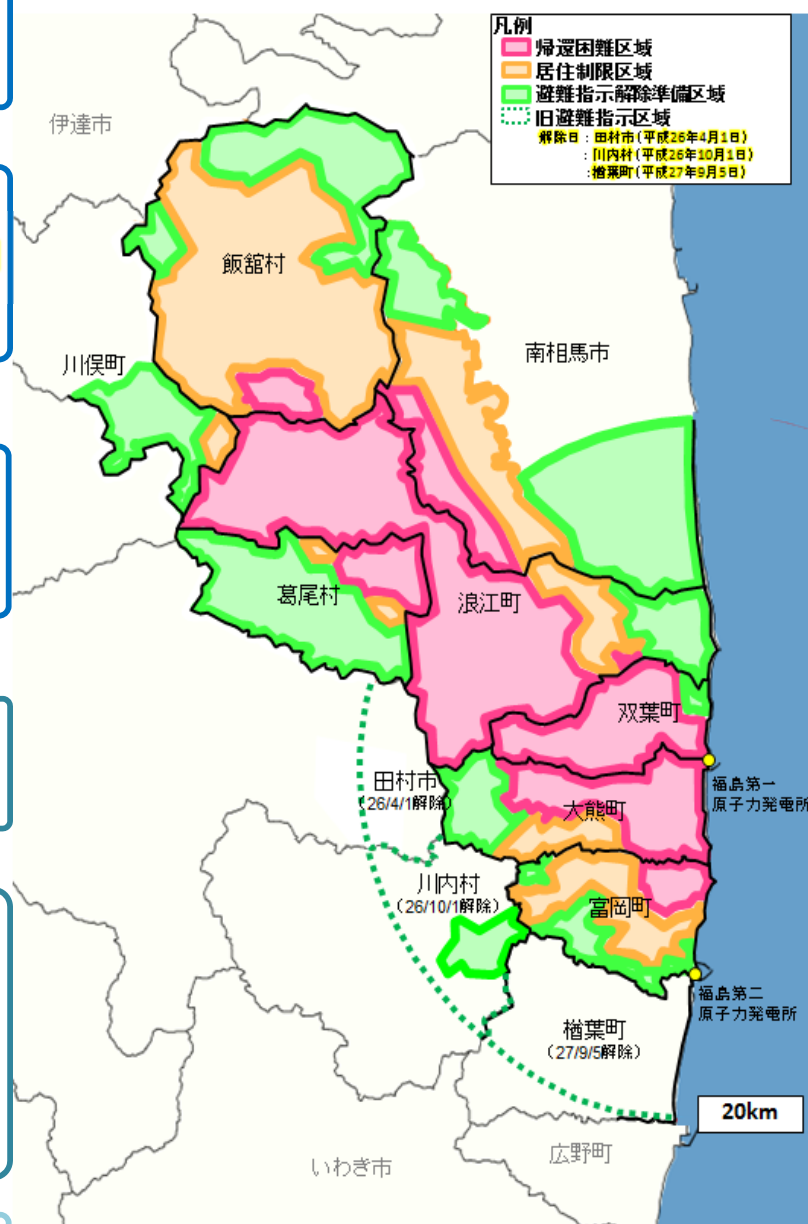 凡例
帰還困難区域
居住制限区域
避難指示解除準備区域
旧避難指示区域
解除日：田村市(平成26年4月1日)
：川内村(平成26年10月1日)
：楢葉町(平成27年9月5日)
伊達市
飯舘村
南相馬市
川俣町
葛尾村
浪江町
双葉町
田村市
(26/4/1解除)
福島第一
原子力発電所
大熊町
川内村
(26/10/1解除)
富岡町
福島第二
原子力発電所
楢葉町
(27/9/5解除)
20km
広野町
いわき市